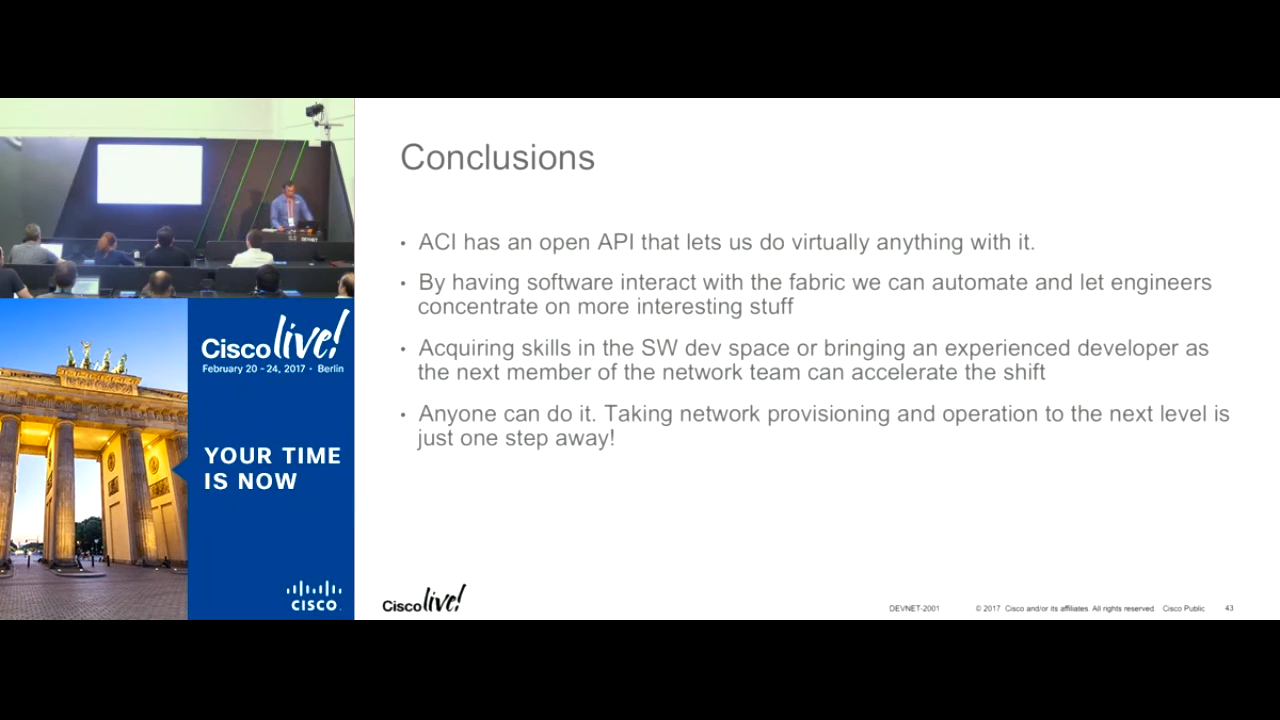 Conclusions
• ACI has an open API that lets us do virtually anything with it.
• By having software interact with the fabric we can automate and let engineers
concentrate on more interesting stuff
• Acquiring skills in the SW dev space or bringing an experienced developer as
the next member of the network team can accelerate the shift
• Anyone can do it. Taking network provisioning and operation to the next level is
just one step away!
DEVNET
Cisco live!
February 20 - 24, 2017 • Berlin
YOUR TIME
IS NOW
CISCO.
Cisco live!
DEVNET-2001
© 2017 Cisco and/or its affiliates. All rights reserved. Cisco Public
43